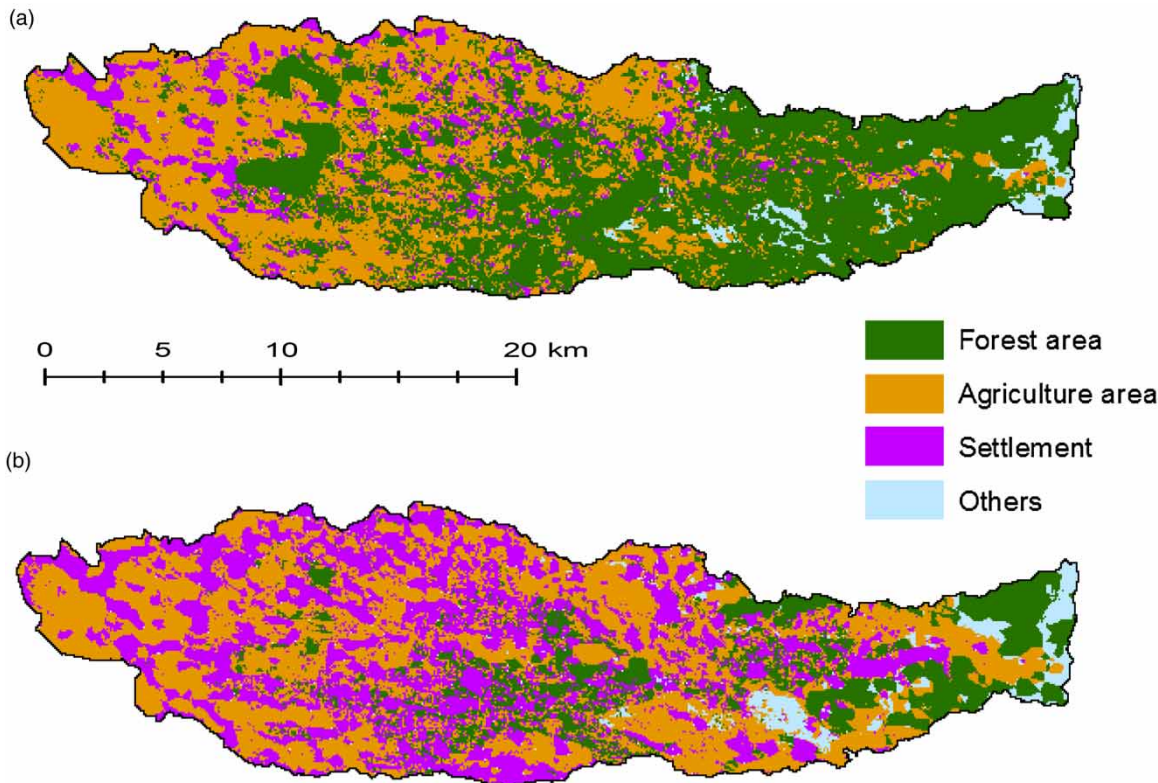 (a)
0 5 10 20 km
Forest area
Agriculture area
Settlement
Others
(b)